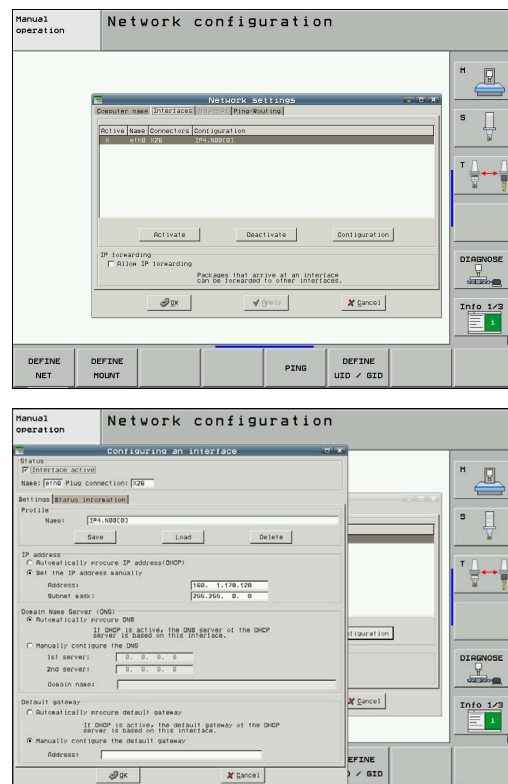 Manual operation
Network configuration
Network settings
Computer name Interfaces Internet Ping/Routing
Active Name Connectors Configuration
X eth0 X26 IP4.N00[0]
Activate Deactivate Configuration
IP forwarding
Allow IP forwarding
Packages that arrive at an interface
can be forwarded to other interfaces.
OK Apply Cancel
M
S
T
DIAGNOSE
Info 1/3
DEFINE NET
DEFINE MOUNT
PING
DEFINE UID / GID
Manual operation
Network configuration
Configuring an interface
Status
Interface active
Name: eth0 Plug connection: X26
Settings Status information
Profile
Name: IP4.N00[0]
Save Load Delete
IP address
Automatically procure IP address(DHCP)
Set the IP address manually
Address: 160. 1.170.120
Subnet mask: 255.255. 0. 0
Domain Name Server (DNS)
Automatically procure DNS
If DHCP is active, the DNS server of the DHCP
server is based on this interface.
Manually configure the DNS
1st server: 0. 0. 0. 0
2nd server: 0. 0. 0. 0
Domain name:
Default gateway
Automatically procure default gateway
If DHCP is active, the default gateway of the DHCP
server is based on this interface.
Manually configure the default gateway
Address:
OK Cancel
figuration
Cancel
M
S
T
DIAGNOSE
Info 1/3
EFINE
/ GID